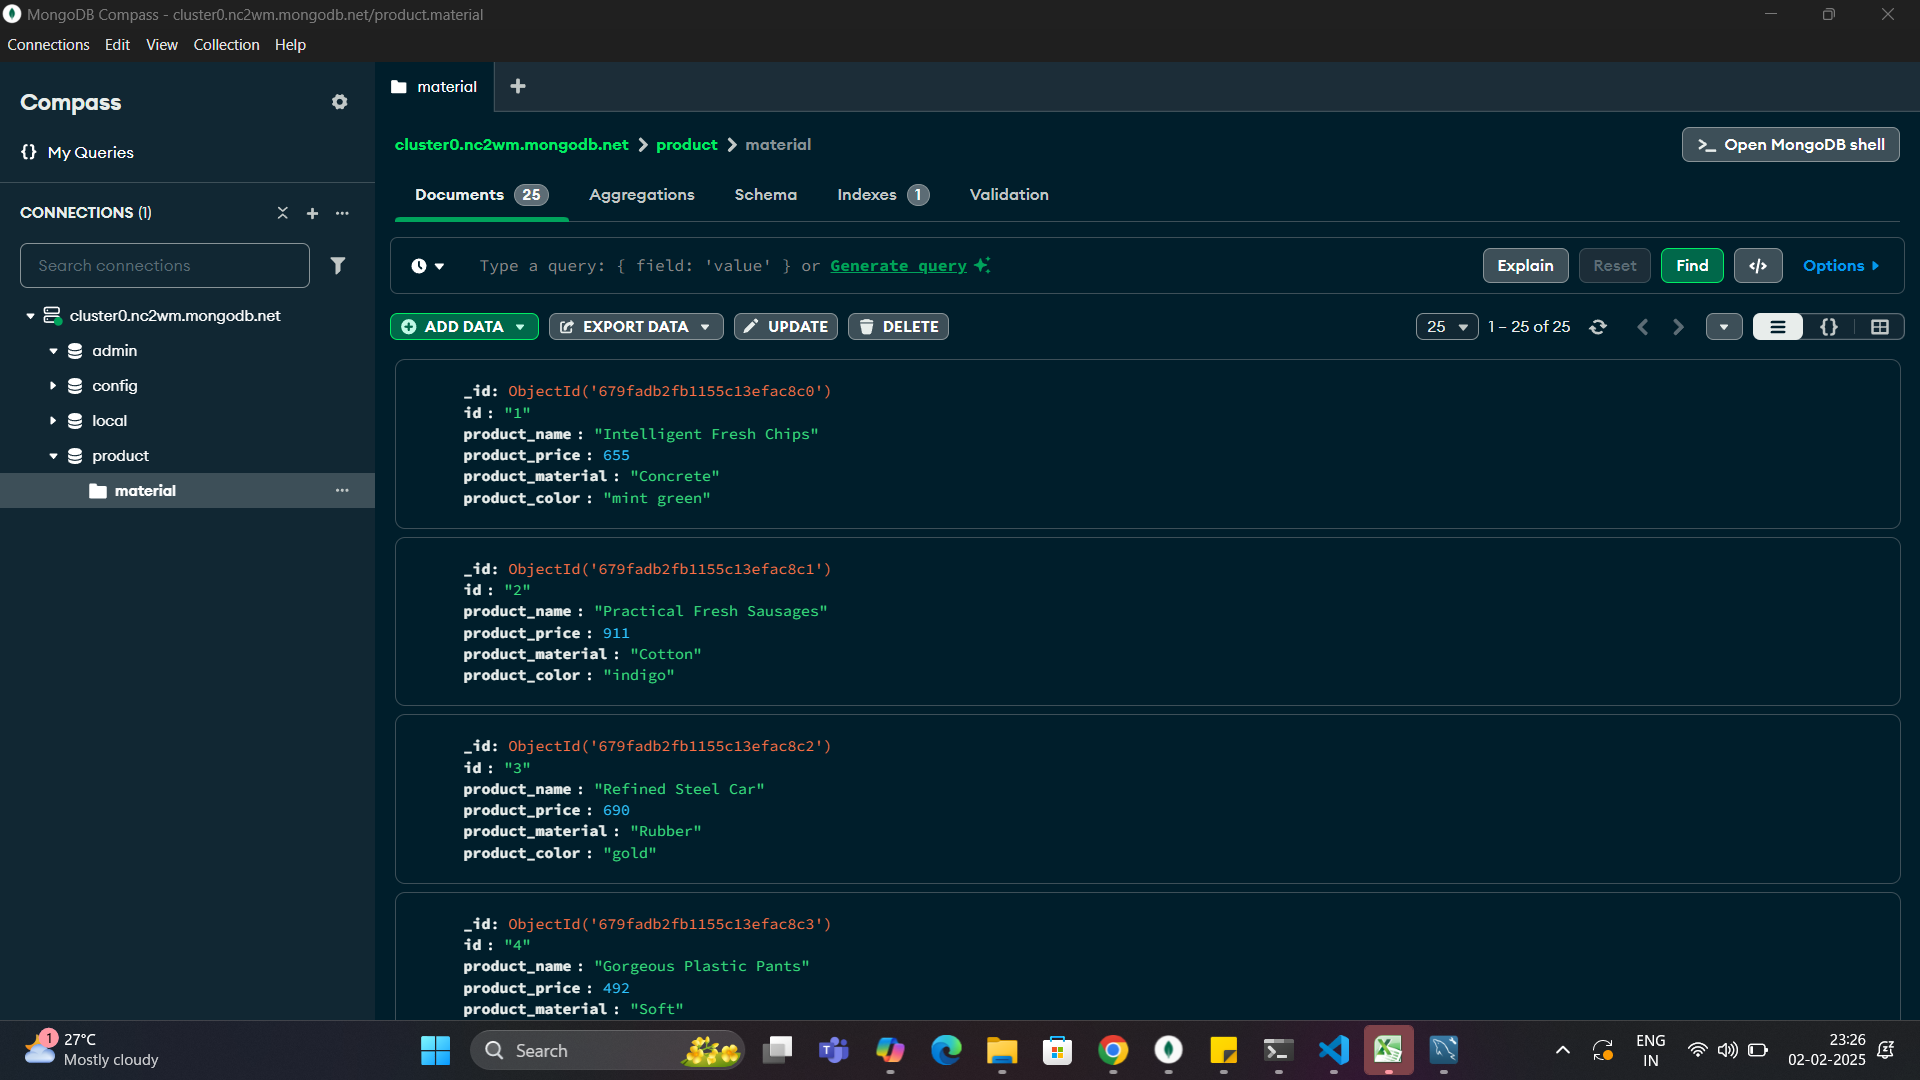 MongoDB Compass - cluster0.nc2wm.mongodb.net/product.material
Connections Edit View Collection Help
Compass
{} My Queries
CONNECTIONS (1)
Search connections
cluster0.nc2wm.mongodb.net
admin
config
local
product
material
material
cluster0.nc2wm.mongodb.net > product > material
>_ Open MongoDB shell
Documents 25 Aggregations Schema Indexes 1 Validation
Type a query: { field: 'value' } or Generate query
Explain Reset Find </> Options
ADD DATA EXPORT DATA UPDATE DELETE
25 1 – 25 of 25 {}
_id: ObjectId('679fadb2fb1155c13efac8c0')
id : "1"
product_name : "Intelligent Fresh Chips"
product_price : 655
product_material : "Concrete"
product_color : "mint green"
_id: ObjectId('679fadb2fb1155c13efac8c1')
id : "2"
product_name : "Practical Fresh Sausages"
product_price : 911
product_material : "Cotton"
product_color : "indigo"
_id: ObjectId('679fadb2fb1155c13efac8c2')
id : "3"
product_name : "Refined Steel Car"
product_price : 690
product_material : "Rubber"
product_color : "gold"
_id: ObjectId('679fadb2fb1155c13efac8c3')
id : "4"
product_name : "Gorgeous Plastic Pants"
product_price : 492
product_material : "Soft"
1
27°C
Mostly cloudy
Search
ENG
IN
23:26
02-02-2025